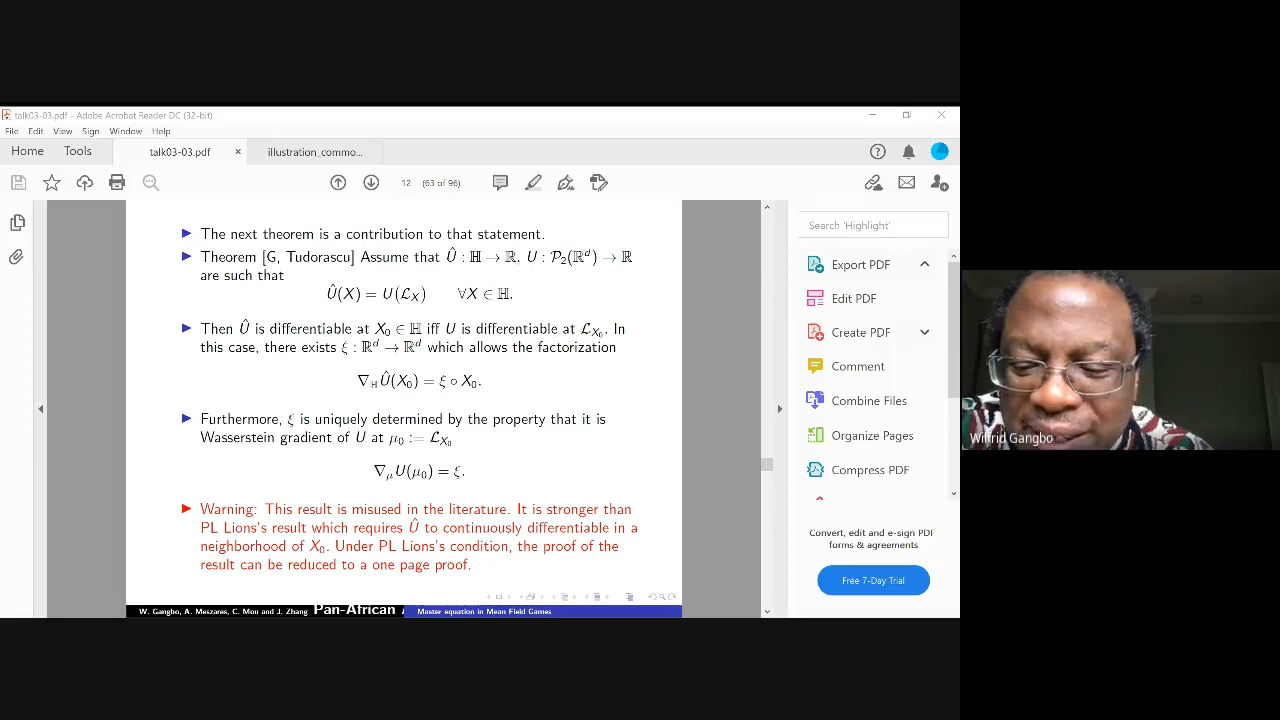 talk03-03.pdf - Adobe Acrobat Reader DC (32-bit)
File Edit View Sign Window Help
Home Tools talk03-03.pdf × illustration_commo...
12 (63 of 96)
▶ The next theorem is a contribution to that statement.
▶ Theorem [G, Tudorascu] Assume that Û : ℍ → ℝ, U : 𝒫₂(ℝᵈ) → ℝ
are such that
Û(X) = U(ℒ_X) ∀X ∈ ℍ.
▶ Then Û is differentiable at X₀ ∈ ℍ iff U is differentiable at ℒ_X₀. In
this case, there exists ξ : ℝᵈ → ℝᵈ which allows the factorization
∇_ℍ Û(X₀) = ξ ∘ X₀.
▶ Furthermore, ξ is uniquely determined by the property that it is
Wasserstein gradient of U at μ₀ := ℒ_X₀
∇_μ U(μ₀) = ξ.
▶ Warning: This result is misused in the literature. It is stronger than
PL Lions's result which requires Û to continuously differentiable in a
neighborhood of X₀. Under PL Lions's condition, the proof of the
result can be reduced to a one page proof.
W. Gangbo, A. Meszares, C. Mou and J. Zhang Pan-African Master equation in Mean Field Games
Search 'Highlight'
Export PDF
Edit PDF
Create PDF
Comment
Combine Files
Organize Pages
Compress PDF
Convert, edit and e-sign PDF
forms & agreements
Free 7-Day Trial
Wilfrid Gangbo